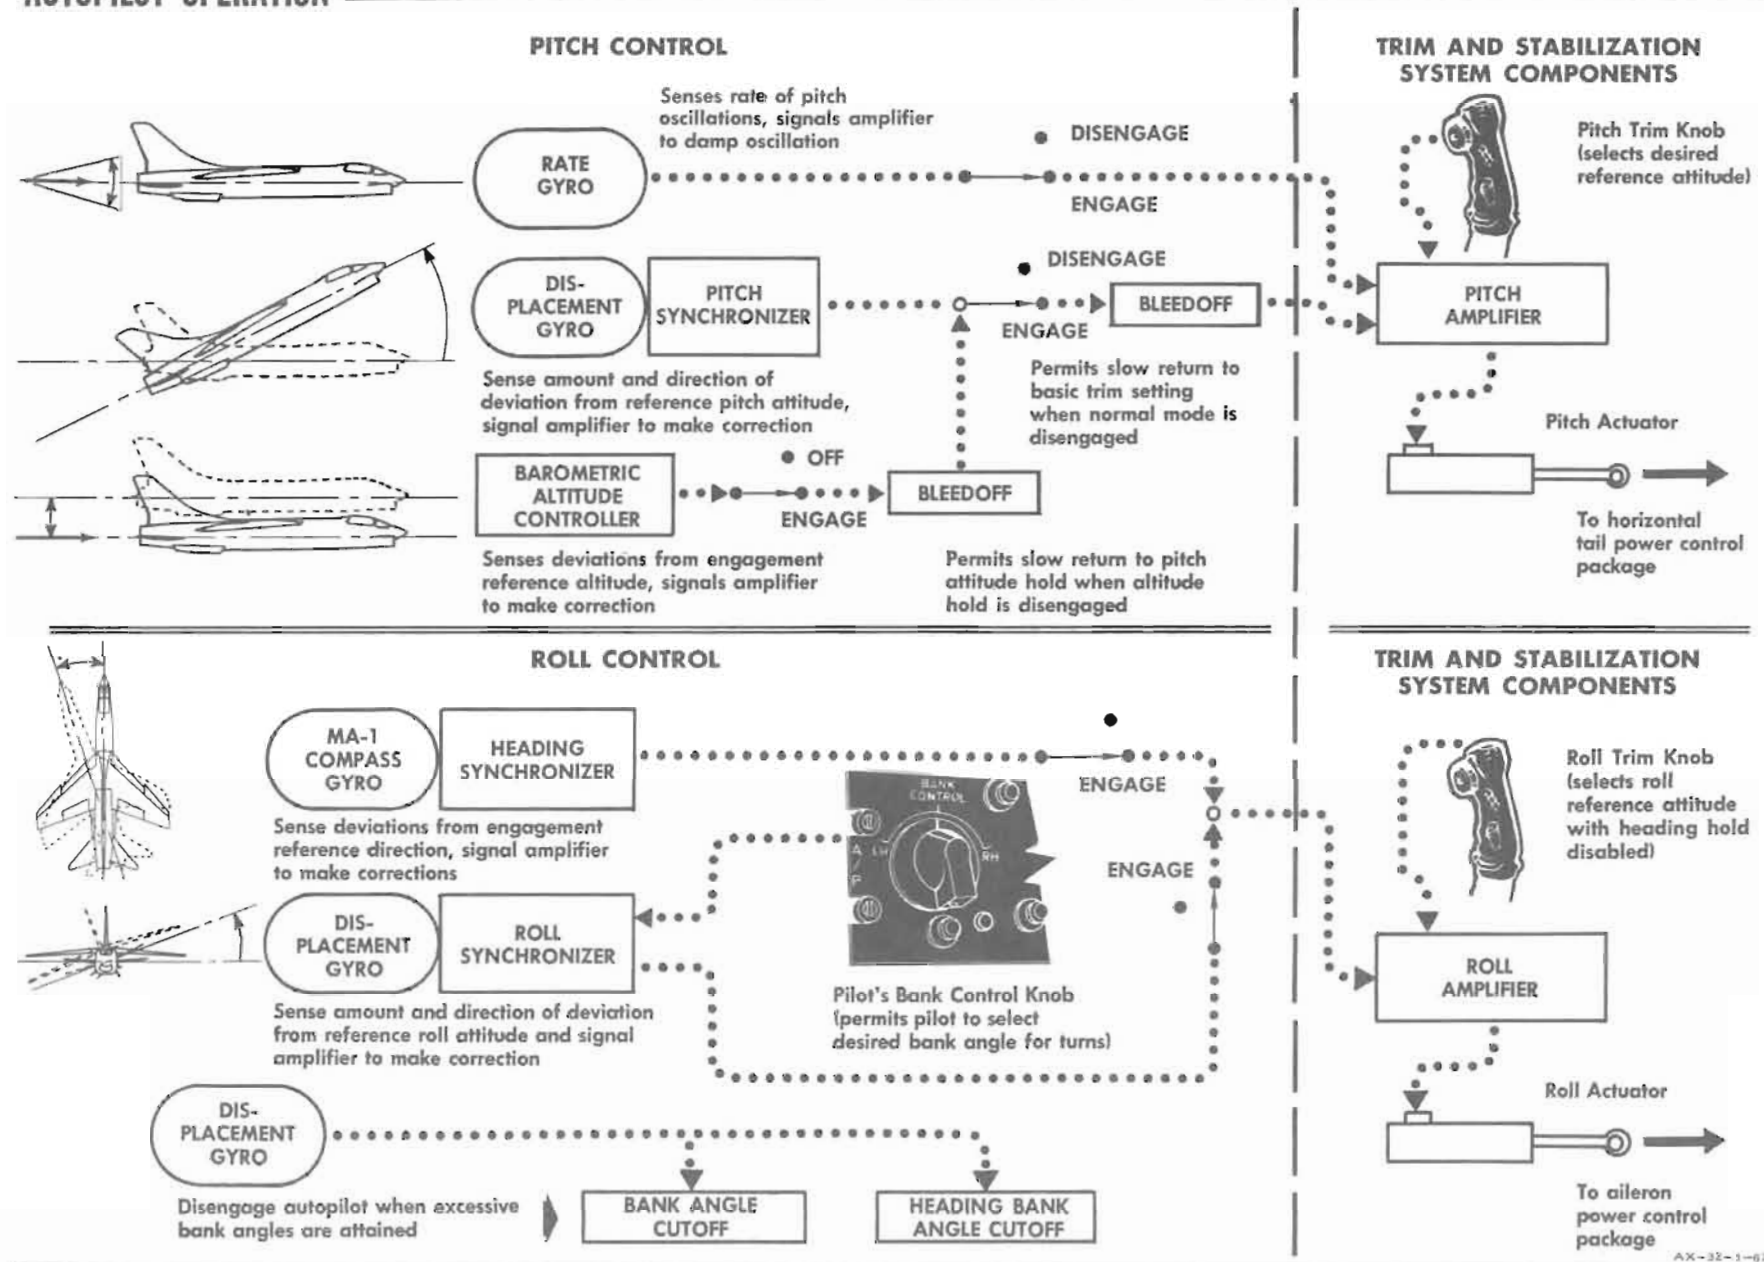 AUTOPILOT OPERATION
PITCH CONTROL
Senses rate of pitch
oscillations, signals amplifier
to damp oscillation
RATE
GYRO
DISENGAGE
ENGAGE
DIS-
PLACEMENT
GYRO
PITCH
SYNCHRONIZER
DISENGAGE
ENGAGE
BLEEDOFF
Sense amount and direction of
deviation from reference pitch attitude,
signal amplifier to make correction
Permits slow return to
basic trim setting
when normal mode is
disengaged
BAROMETRIC
ALTITUDE
CONTROLLER
OFF
ENGAGE
BLEEDOFF
Senses deviations from engagement
reference altitude, signals amplifier
to make correction
Permits slow return to pitch
attitude hold when altitude
hold is disengaged
TRIM AND STABILIZATION
SYSTEM COMPONENTS
Pitch Trim Knob
(selects desired
reference attitude)
PITCH
AMPLIFIER
Pitch Actuator
To horizontal
tail power control
package
ROLL CONTROL
MA-1
COMPASS
GYRO
HEADING
SYNCHRONIZER
ENGAGE
Sense deviations from engagement
reference direction, signal amplifier
to make corrections
BANK
CONTROL
LH
RH
A
/
P
ENGAGE
DIS-
PLACEMENT
GYRO
ROLL
SYNCHRONIZER
Sense amount and direction of deviation
from reference roll attitude and signal
amplifier to make correction
Pilot's Bank Control Knob
(permits pilot to select
desired bank angle for turns)
DIS-
PLACEMENT
GYRO
Disengage autopilot when excessive
bank angles are attained
BANK ANGLE
CUTOFF
HEADING BANK
ANGLE CUTOFF
TRIM AND STABILIZATION
SYSTEM COMPONENTS
Roll Trim Knob
(selects roll
reference attitude
with heading hold
disabled)
ROLL
AMPLIFIER
Roll Actuator
To aileron
power control
package